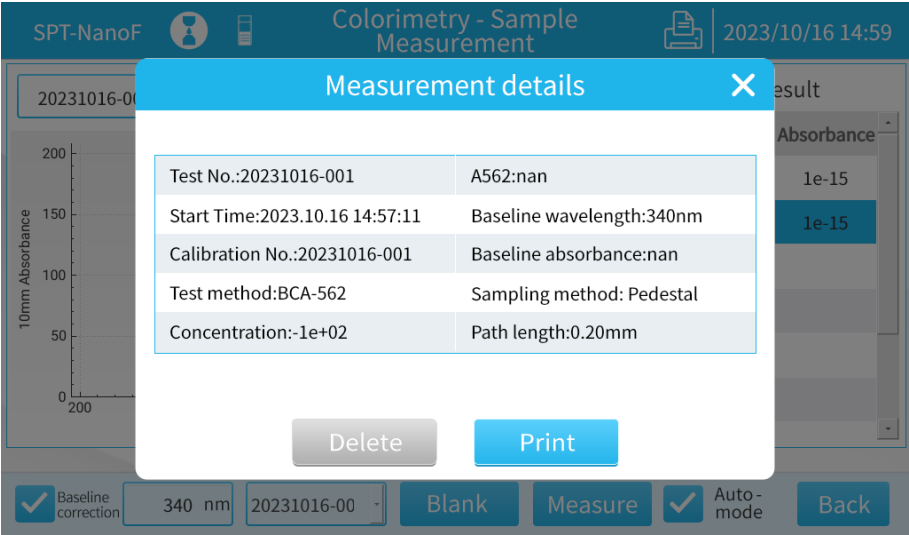 SPT-NanoF
Colorimetry - Sample
Measurement
2023/10/16 14:59
20231016-00
esult
Measurement details
Absorbance
200
150
100
50
0
200
10mm Absorbance
1e-15
1e-15
Test No.:20231016-001
A562:nan
Start Time:2023.10.16 14:57:11
Baseline wavelength:340nm
Calibration No.:20231016-001
Baseline absorbance:nan
Test method:BCA-562
Sampling method: Pedestal
Concentration:-1e+02
Path length:0.20mm
Delete
Print
Baseline
correction
340 nm
20231016-00
Blank
Measure
Auto-
mode
Back